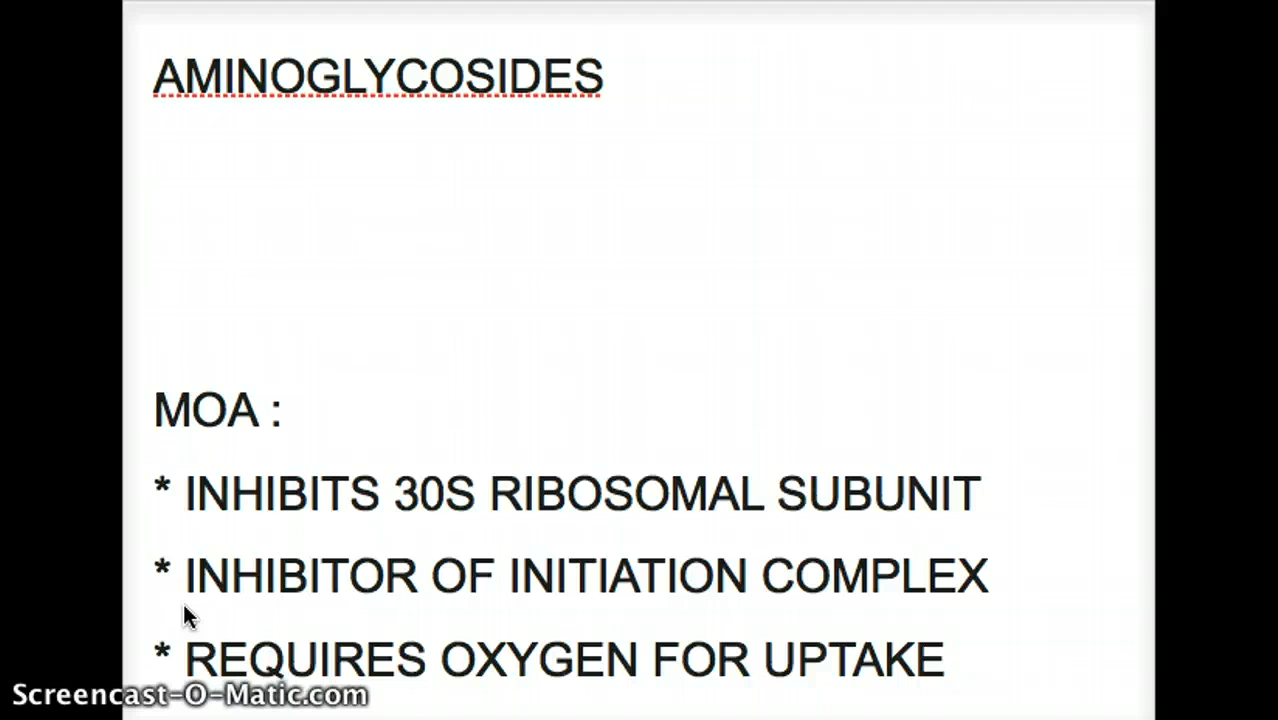 AMINOGLYCOSIDES
MOA :
* INHIBITS 30S RIBOSOMAL SUBUNIT
* INHIBITOR OF INITIATION COMPLEX
* REQUIRES OXYGEN FOR UPTAKE
Screencast-O-Matic.com